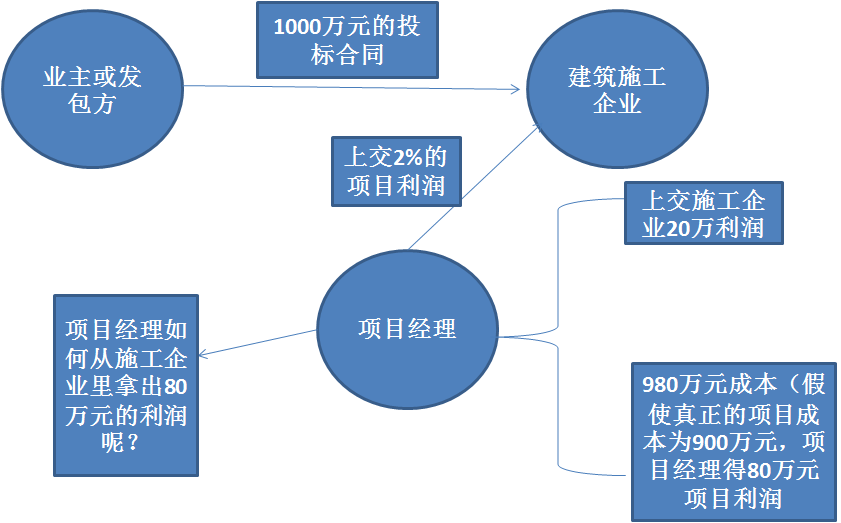 1000万元的投
标合同
业主或发
包方
建筑施工
企业
上交2%的
项目利润
上交施工企
业20万利润
项目经理
项目经理如
何从施工企
业里拿出80
万元的利润
呢？
980万元成本（假
使真正的项目成
本为900万元，项
目经理得80万元
项目利润